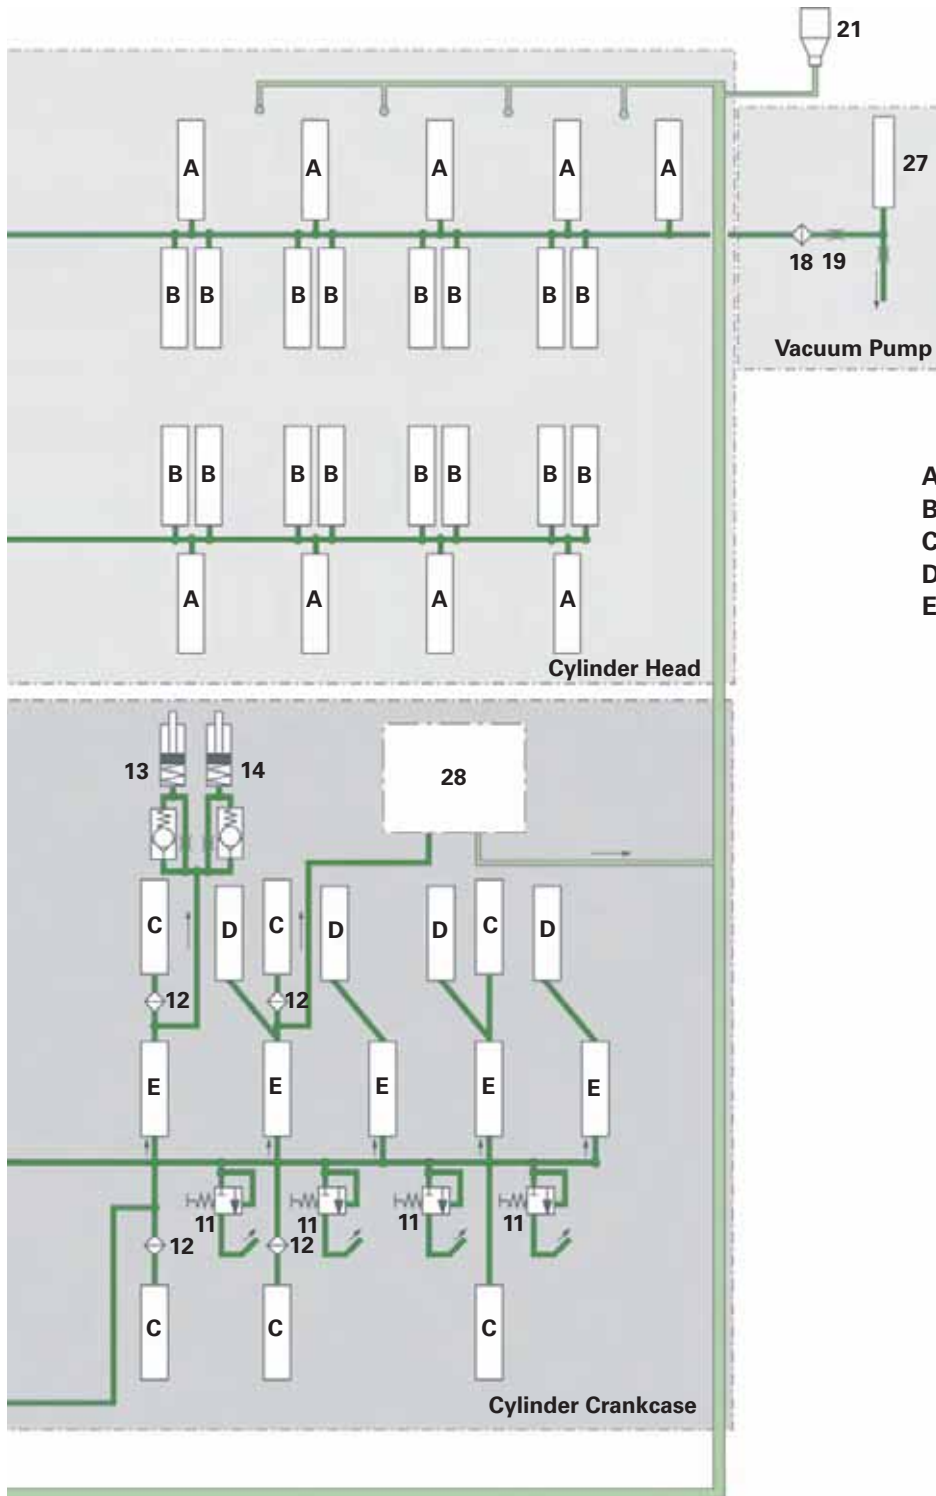 21
A A A A A
27
18 19
B B B B B B B B
Vacuum Pump
B B B B B B B B
A
B
C
D
E
A A A A
Cylinder Head
13 14 28
C D C D D C D
12 12
E E E E E
11 11 11 11
12 12
C C C
Cylinder Crankcase